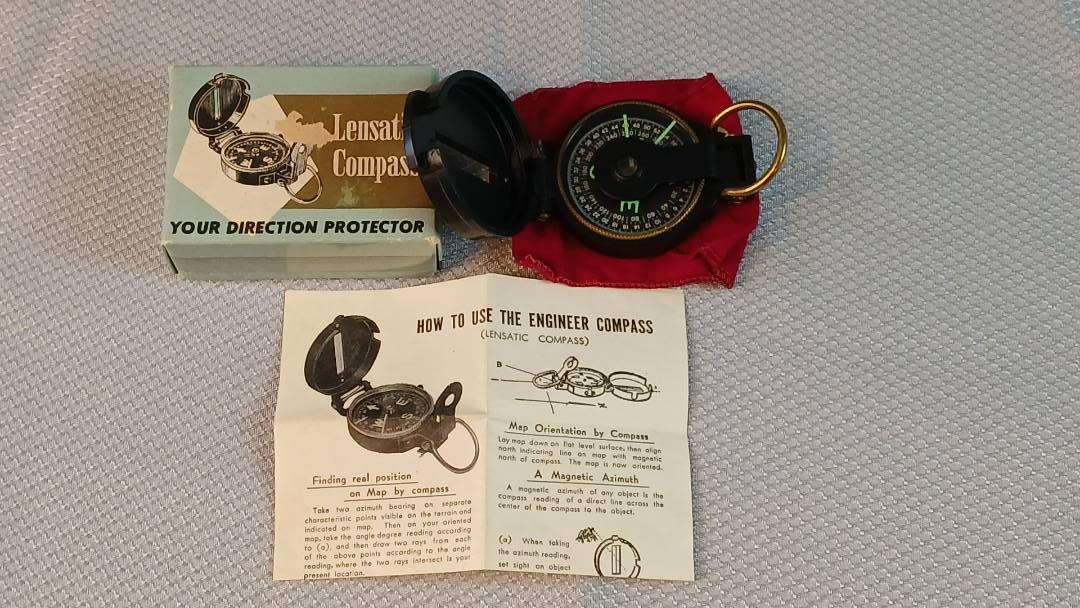 Lensatic
Compass
YOUR DIRECTION PROTECTOR
E
HOW TO USE THE ENGINEER COMPASS
(LENSATIC COMPASS)
B
Finding real position
on Map by compass
Take two azimuth bearing on separate
characteristic points visible on the terrain and
indicated on map. Then on your oriented
map, take the angle degree reading according
to (a), and then draw two rays from each
of the above points according to the angle
reading, where the two rays intersect is your
present location.
Map Orientation by Compass
Lay map down on flat level surface, then align
north indicating line on map with magnetic
north of compass. The map is now oriented.
A Magnetic Azimuth
A magnetic azimuth of any object is the
compass reading of a direct line across the
center of the compass to the object.
(a) When taking
the azimuth reading,
set sight on object